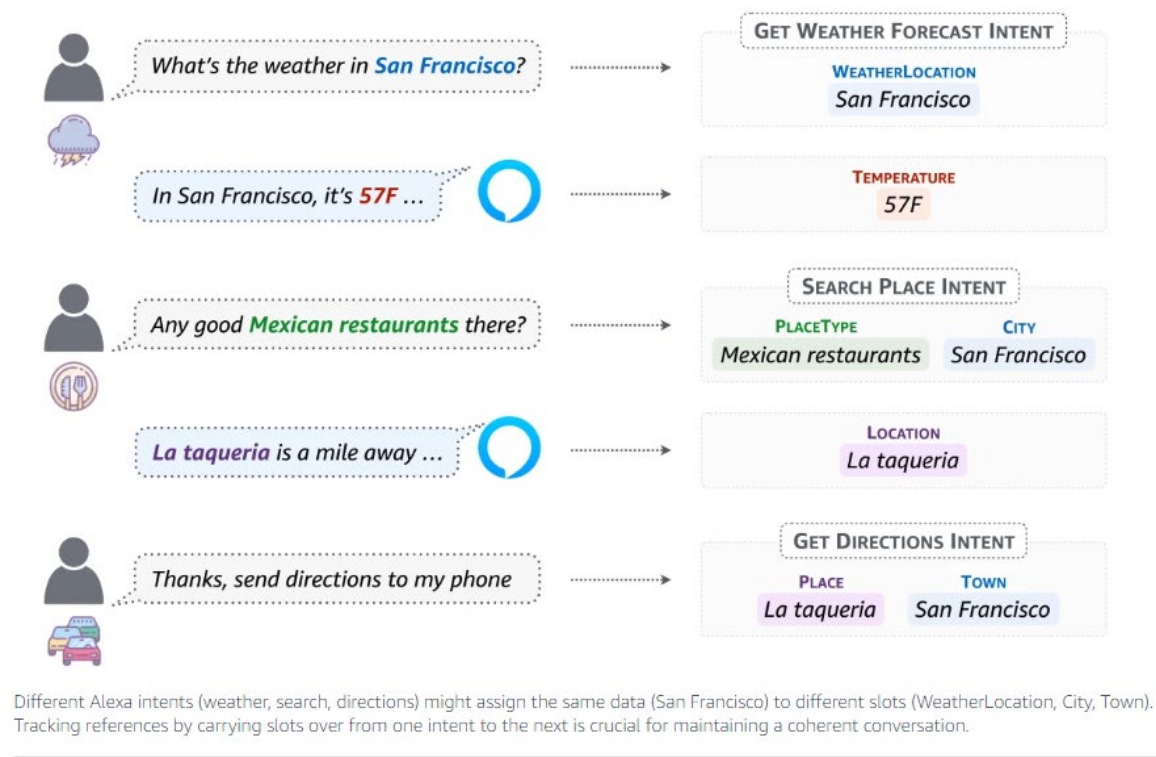 What's the weather in San Francisco?
GET WEATHER FORECAST INTENT
WEATHERLOCATION
San Francisco
In San Francisco, it's 57F ...
TEMPERATURE
57F
Any good Mexican restaurants there?
SEARCH PLACE INTENT
PLACETYPE CITY
Mexican restaurants San Francisco
La taqueria is a mile away ...
LOCATION
La taqueria
Thanks, send directions to my phone
GET DIRECTIONS INTENT
PLACE TOWN
La taqueria San Francisco
Different Alexa intents (weather, search, directions) might assign the same data (San Francisco) to different slots (WeatherLocation, City, Town).
Tracking references by carrying slots over from one intent to the next is crucial for maintaining a coherent conversation.